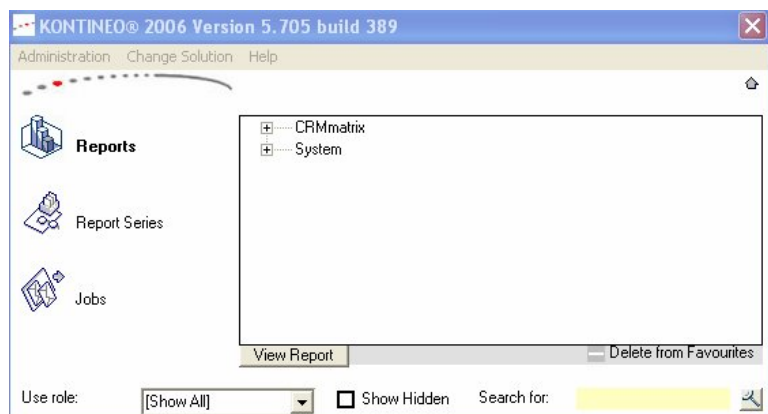 KONTINEO® 2006 Version 5.705 build 389
Administration Change Solution Help
Reports
CRMmatrix
System
Report Series
Jobs
View Report
Delete from Favourites
Use role: [Show All] Show Hidden Search for: